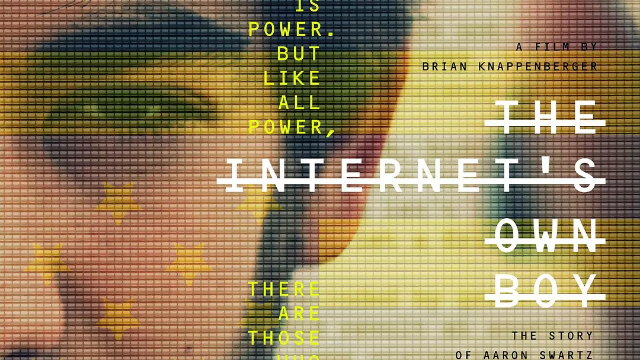 IS
POWER.
BUT
LIKE
ALL
POWER,
THERE
ARE
THOSE
A FILM BY
BRIAN KNAPPENBERGER
THE
INTERNET'S
OWN
BOY
THE STORY
OF AARON SWARTZ